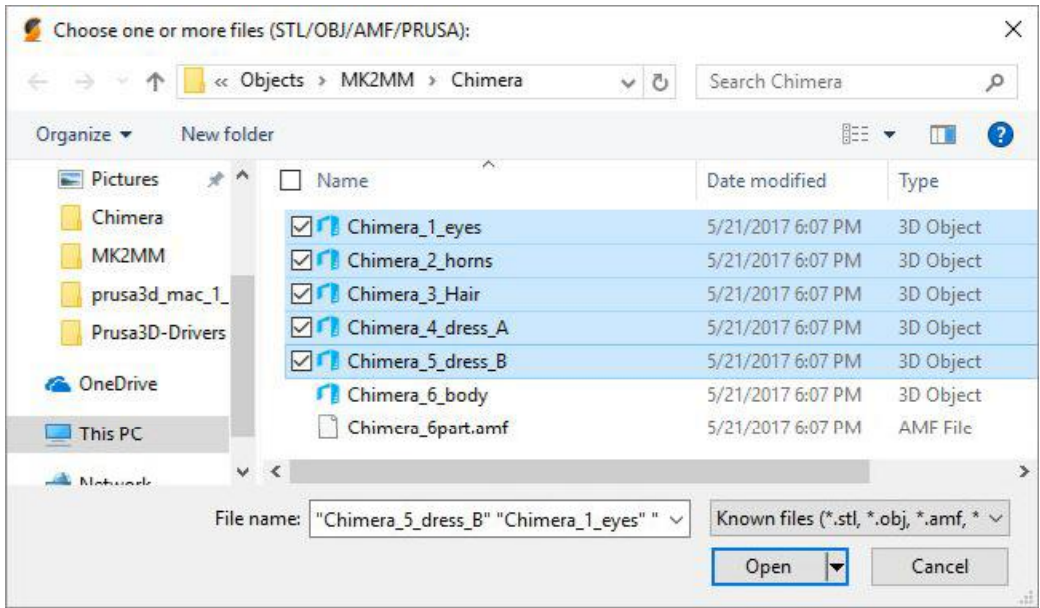 Choose one or more files (STL/OBJ/AMF/PRUSA):
« Objects > MK2MM > Chimera
Search Chimera
Organize
New folder
Name
Date modified
Type
Pictures
Chimera
MK2MM
prusa3d_mac_1_
Prusa3D-Drivers
OneDrive
This PC
Network
Chimera_1_eyes 5/21/2017 6:07 PM 3D Object
Chimera_2_horns 5/21/2017 6:07 PM 3D Object
Chimera_3_Hair 5/21/2017 6:07 PM 3D Object
Chimera_4_dress_A 5/21/2017 6:07 PM 3D Object
Chimera_5_dress_B 5/21/2017 6:07 PM 3D Object
Chimera_6_body 5/21/2017 6:07 PM 3D Object
Chimera_6part.amf 5/21/2017 6:07 PM AMF File
File name: "Chimera_5_dress_B" "Chimera_1_eyes" "
Known files (*.stl, *.obj, *.amf, *
Open
Cancel